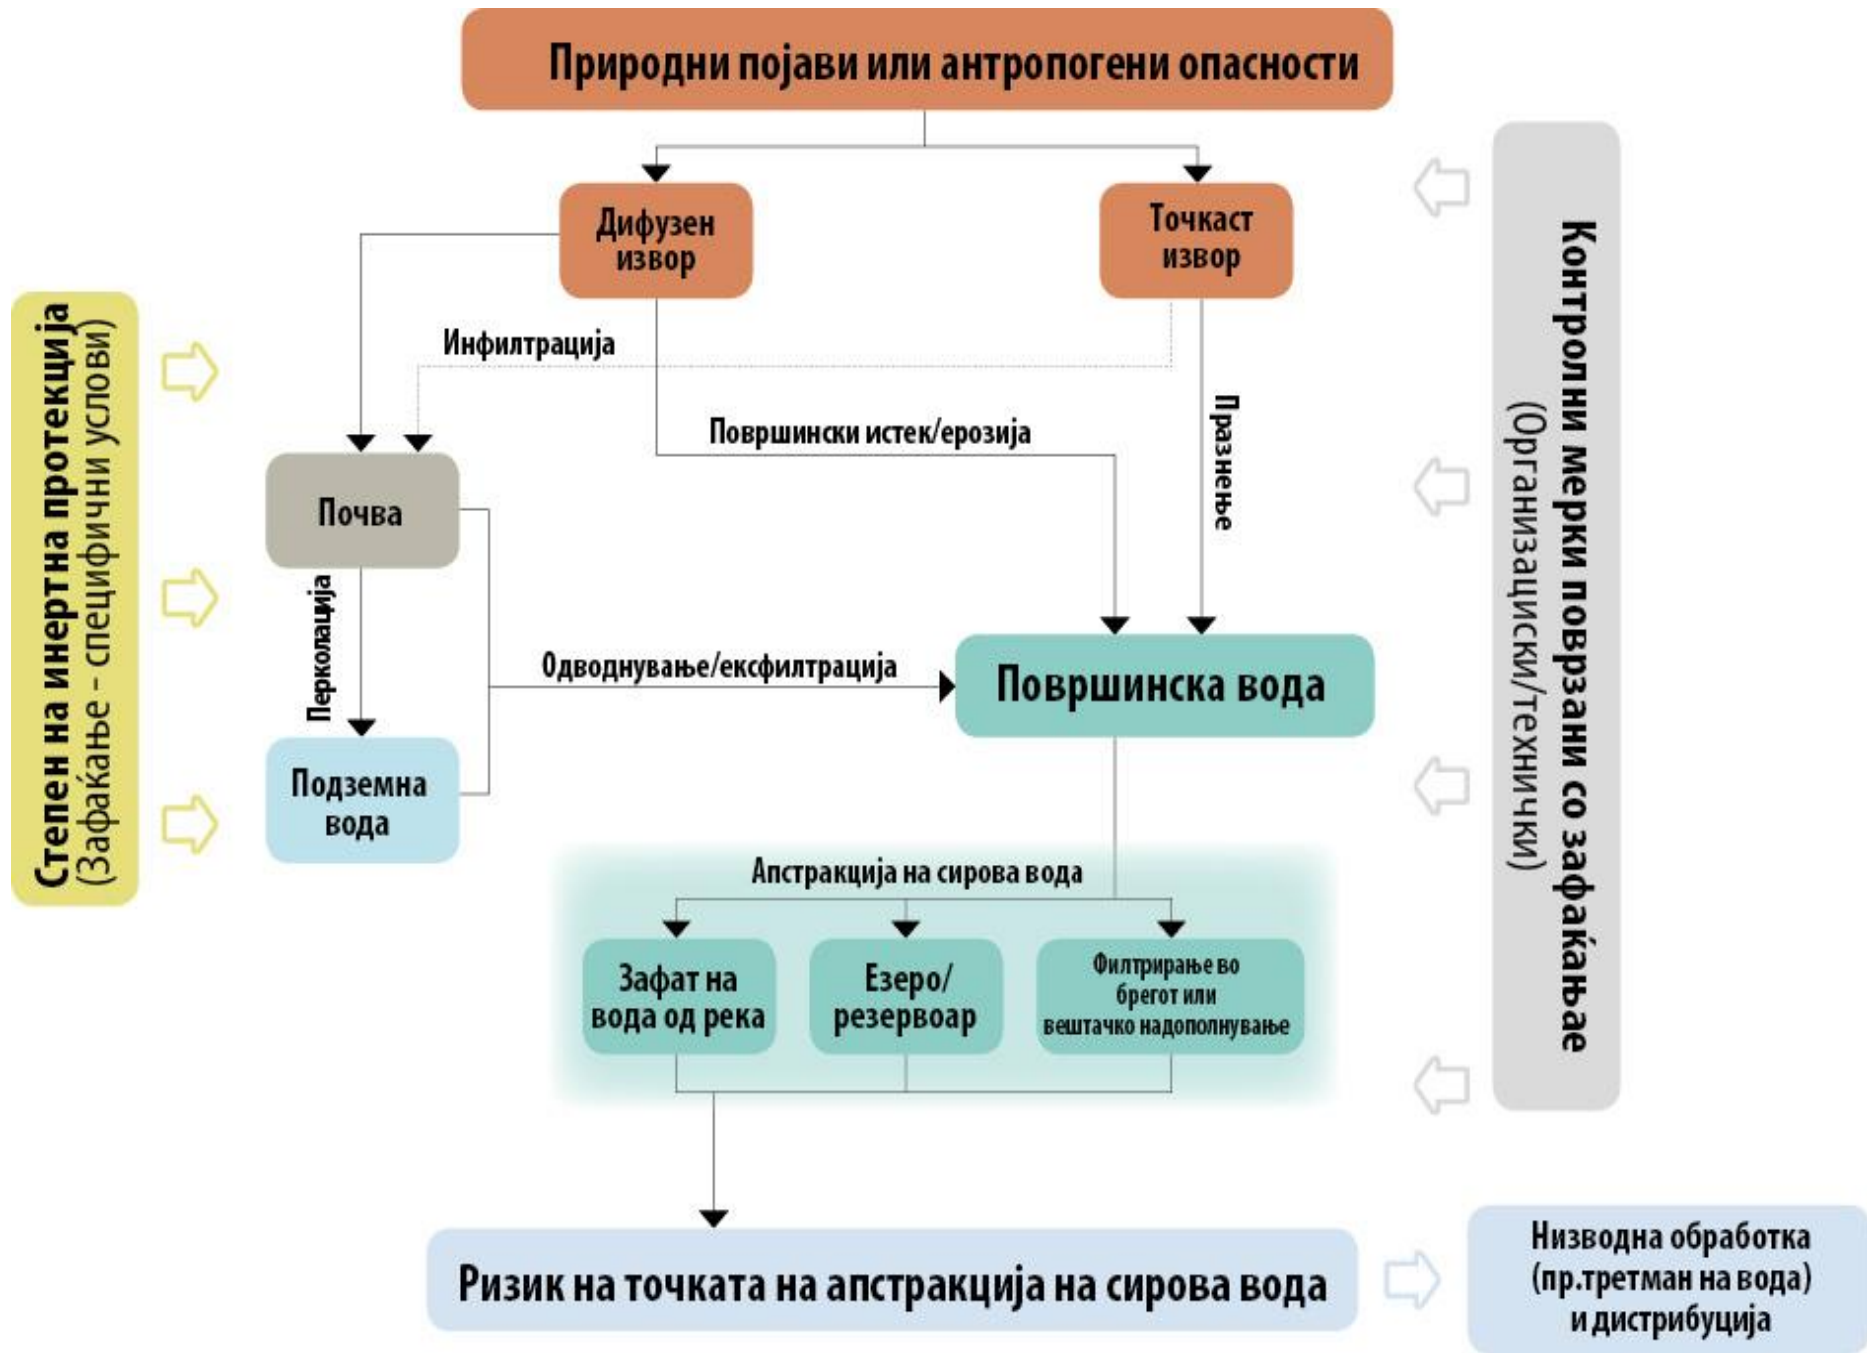 Природни појави или антропогени опасности
Дифузен
извор
Точкаст
извор
Степен на инертна протекција
(Зафаќање - специфични услови)
Контролни мерки поврзани со зафаќањае
(Организациски/технички)
Инфилтрација
Површински истек/ерозија
Празнење
Почва
Перколација
Одводнување/ексфилтрација
Површинска вода
Подземна
вода
Апстракција на сирова вода
Зафат на
вода од река
Езеро/
резервоар
Филтрирање во
брегот или
вештачко надополнување
Ризик на точката на апстракција на сирова вода
Низводна обработка
(пр.третман на вода)
и дистрибуција